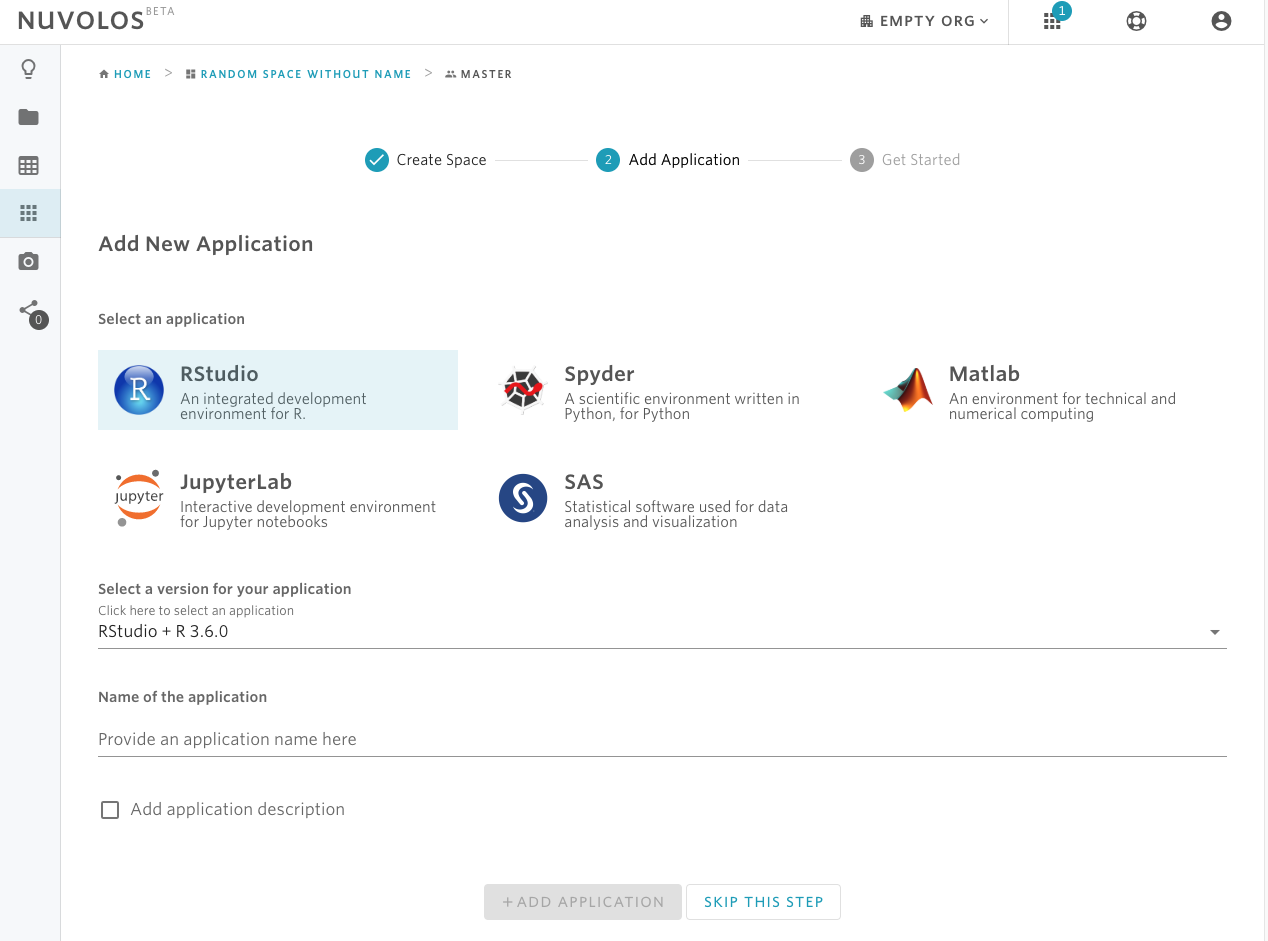 NUVOLOS BETA
EMPTY ORG
1
HOME > RANDOM SPACE WITHOUT NAME > MASTER
Create Space
2 Add Application
3 Get Started
0
Add New Application
Select an application
R
RStudio
An integrated development
environment for R.
Spyder
A scientific environment written in
Python, for Python
Matlab
An environment for technical and
numerical computing
jupyter
JupyterLab
Interactive development environment
for Jupyter notebooks
SAS
Statistical software used for data
analysis and visualization
Select a version for your application
Click here to select an application
RStudio + R 3.6.0
Name of the application
Provide an application name here
Add application description
+ ADD APPLICATION
SKIP THIS STEP